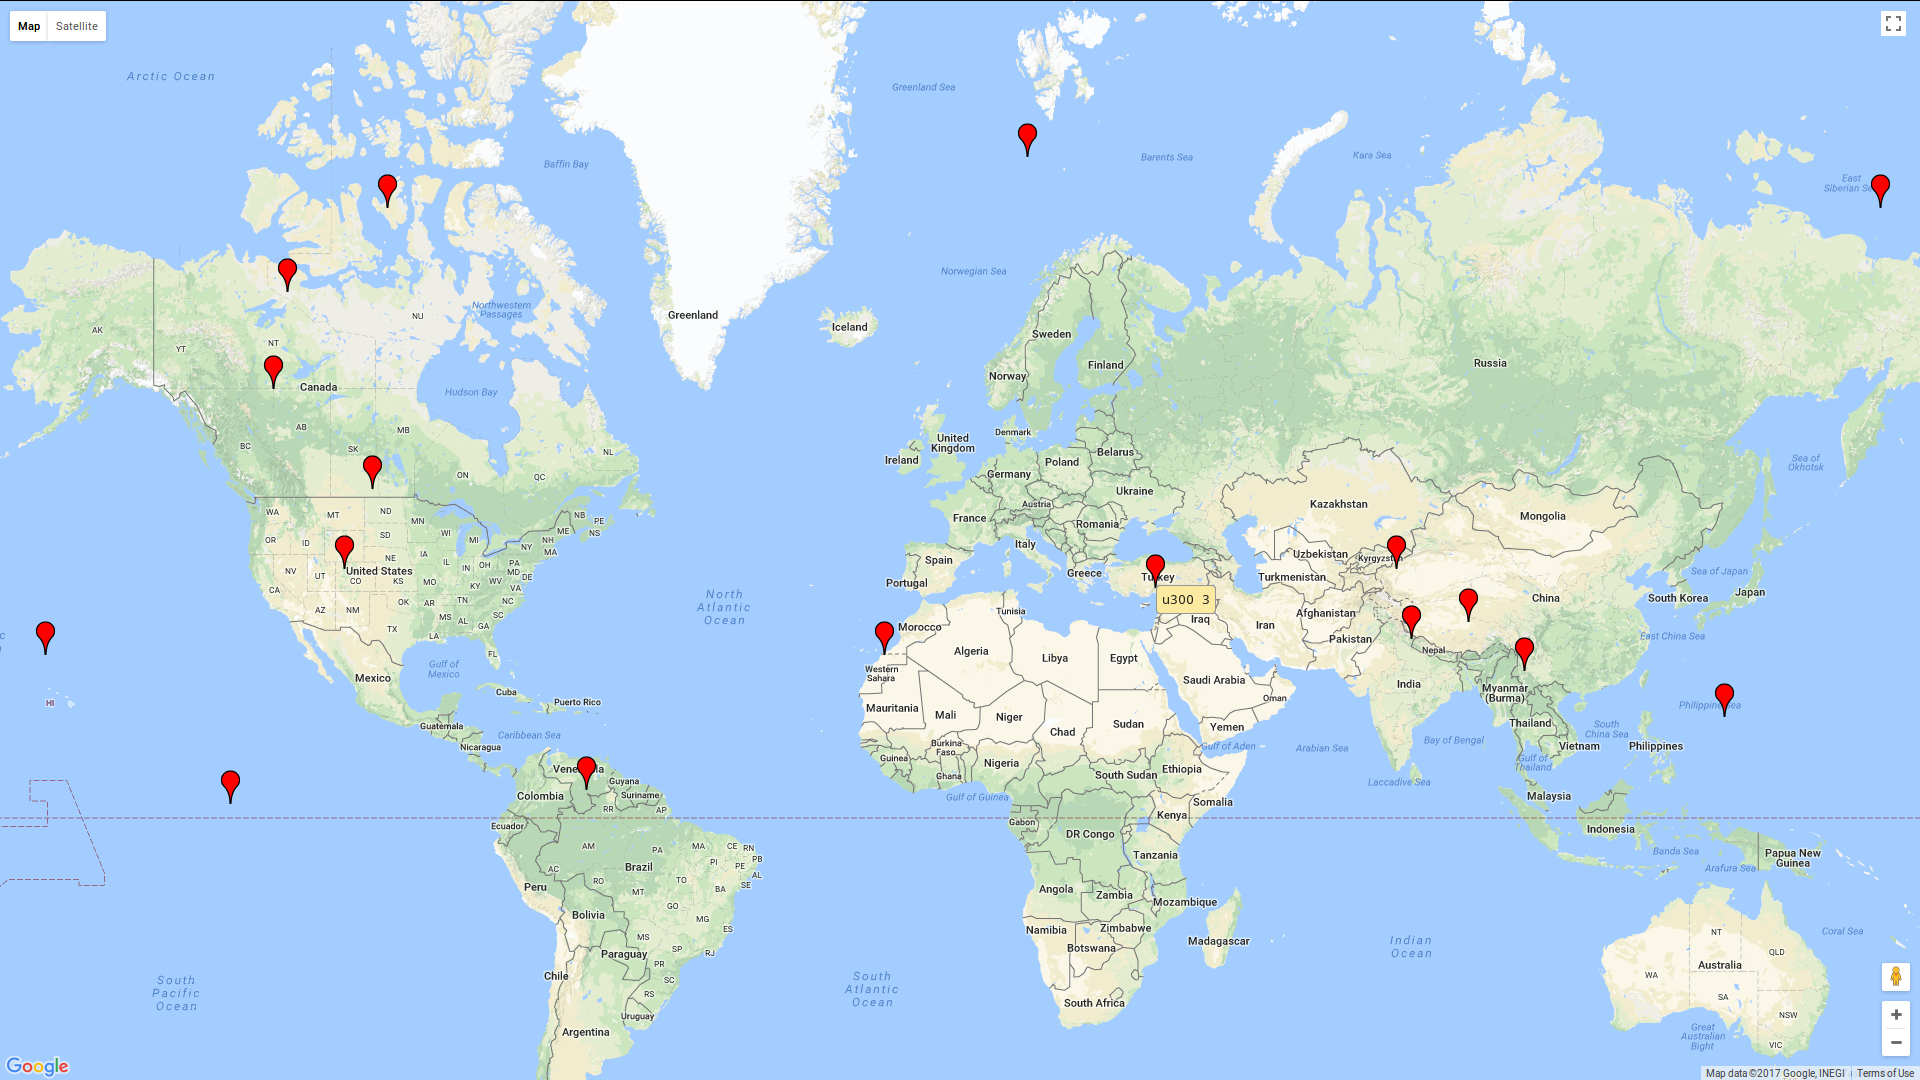 Map
Satellite
Arctic Ocean
Greenland Sea
Baffin Bay
Barents Sea
Kara Sea
East
Norwegian Sea
Northwestern
Passages
NU
Greenland
Iceland
AK
YT
NT
Sweden
Finland
Norway
Russia
Canada
Hudson Bay
AB
MB
BC
SK
ON
QC
NL
Denmark
United
Kingdom
Ireland
Belarus
Poland
Germany
Ukraine
Austria
Romania
France
Italy
Spain
Portugal
Greece
Kazakhstan
Mongolia
Sea of
Okhotsk
WA
MT
ND
MN
OR
ID
SD
WI
MI
NB
PE
ME
NS
NH
NY
MA
IA
NE
IL
IN
OH
PA
MD
DE
NV
UT
United States
CO
KS
MO
KY
WV
VA
CA
AZ
NM
OK
AR
TN
NC
SC
MS
AL
GA
TX
LA
FL
Uzbekistan
Turkmenistan
u300 3
China
Sea of Japan
Japan
South Korea
North
Atlantic
Ocean
Tunisia
Morocco
Algeria
Libya
Egypt
Western
Sahara
Iraq
Iran
Afghanistan
Pakistan
Nepal
East China Sea
Gulf of
Mexico
Mexico
HI
Cuba
Puerto Rico
Guatemala
Caribbean Sea
Nicaragua
Mauritania
Mali
Niger
Chad
Sudan
Saudi Arabia
Oman
Yemen
Gulf of Aden
India
Myanmar
(Burma)
Thailand
Vietnam
South
China Sea
Philippines
Arabian Sea
Bay of Bengal
Gulf of
Thailand
Laccadive Sea
Burkina
Faso
Guinea
Ghana
Nigeria
South Sudan
Ethiopia
Somalia
Gulf of Guinea
Gabon
Kenya
DR Congo
Tanzania
Guyana
Suriname
Colombia
Ecuador
RR
AP
Malaysia
Indonesia
Banda Sea
Arafura Sea
Papua New
Guinea
AM
PA
MA
CE
RN
PB
PI
PE
AL
SE
AC
RO
TO
BA
MT
Brazil
Peru
GO
MG
ES
Bolivia
MS
SP
RJ
Paraguay
PR
SC
RS
Chile
Uruguay
Argentina
Angola
Zambia
Mozambique
Zimbabwe
Namibia
Botswana
Madagascar
South Africa
South
Pacific
Ocean
South
Atlantic
Ocean
Indian
Ocean
Coral Sea
NT
QLD
WA
Australia
SA
NSW
VIC
Great
Australian
Bight
Google
Map data ©2017 Google, INEGI
Terms of Use